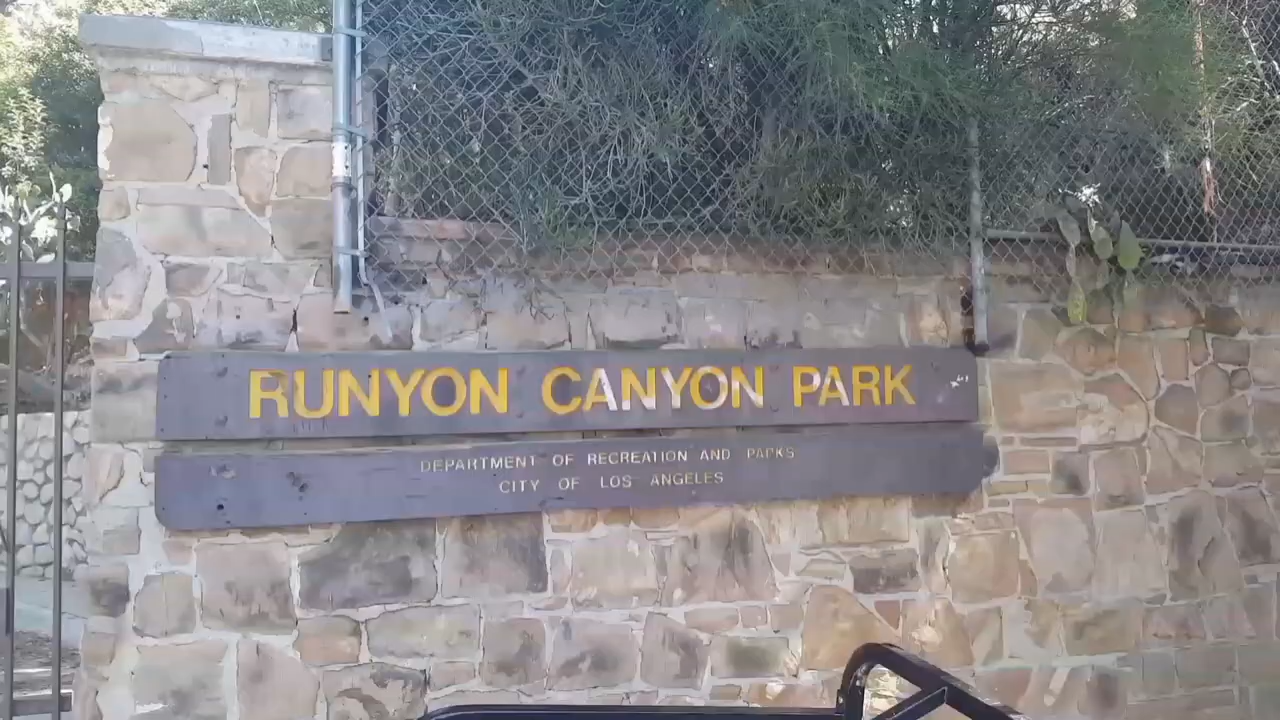 RUNYON CANYON PARK
DEPARTMENT OF RECREATION AND PARKS
CITY OF LOS ANGELES